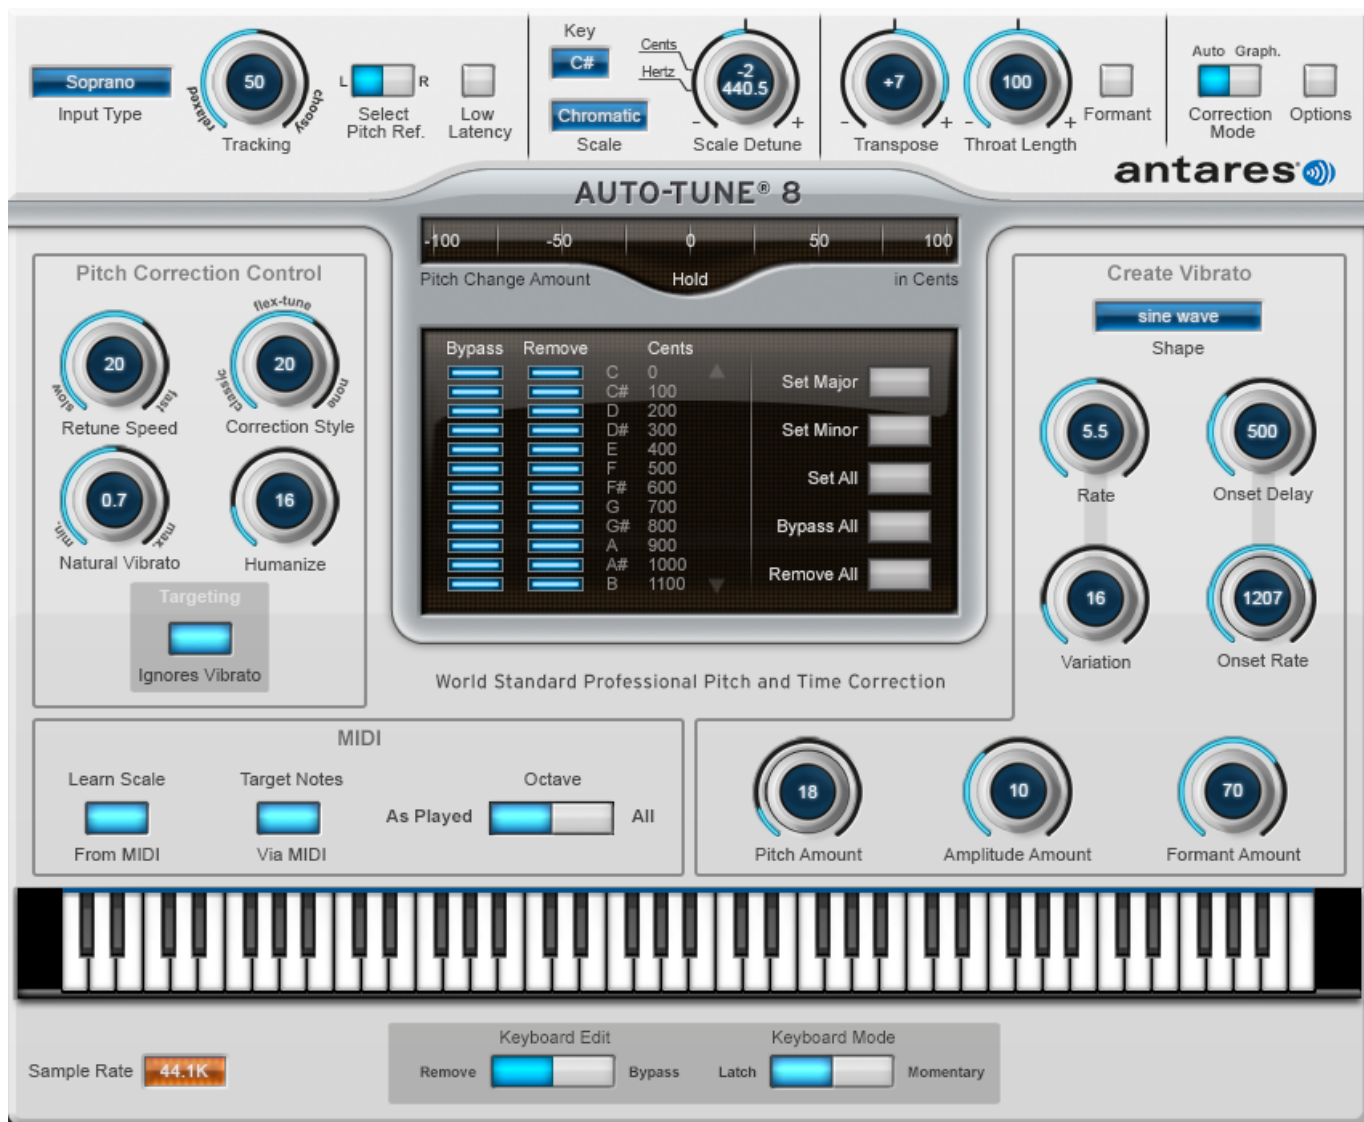 Soprano
Input Type
50
relaxed
choosy
Tracking
L
R
Select
Pitch Ref.
Low
Latency
Key
C#
Chromatic
Scale
Cents
Hertz
-2
440.5
-
+
Scale Detune
+7
-
+
Transpose
100
-
+
Throat Length
Formant
Auto Graph.
Correction
Mode
Options
antares
AUTO-TUNE® 8
-100 -50 0 50 100
Pitch Change Amount Hold in Cents
Pitch Correction Control
20
slow
fast
Retune Speed
flex-tune
20
classic
none
Correction Style
0.7
min.
max.
Natural Vibrato
16
Humanize
Targeting
Ignores Vibrato
Bypass Remove Cents
C 0
C# 100
D 200
D# 300
E 400
F 500
F# 600
G 700
G# 800
A 900
A# 1000
B 1100
Set Major
Set Minor
Set All
Bypass All
Remove All
World Standard Professional Pitch and Time Correction
Create Vibrato
sine wave
Shape
5.5
Rate
500
Onset Delay
16
Variation
1207
Onset Rate
18
Pitch Amount
10
Amplitude Amount
70
Formant Amount
MIDI
Learn Scale
From MIDI
Target Notes
Via MIDI
Octave
As Played All
Sample Rate 44.1K
Keyboard Edit
Remove Bypass
Keyboard Mode
Latch Momentary